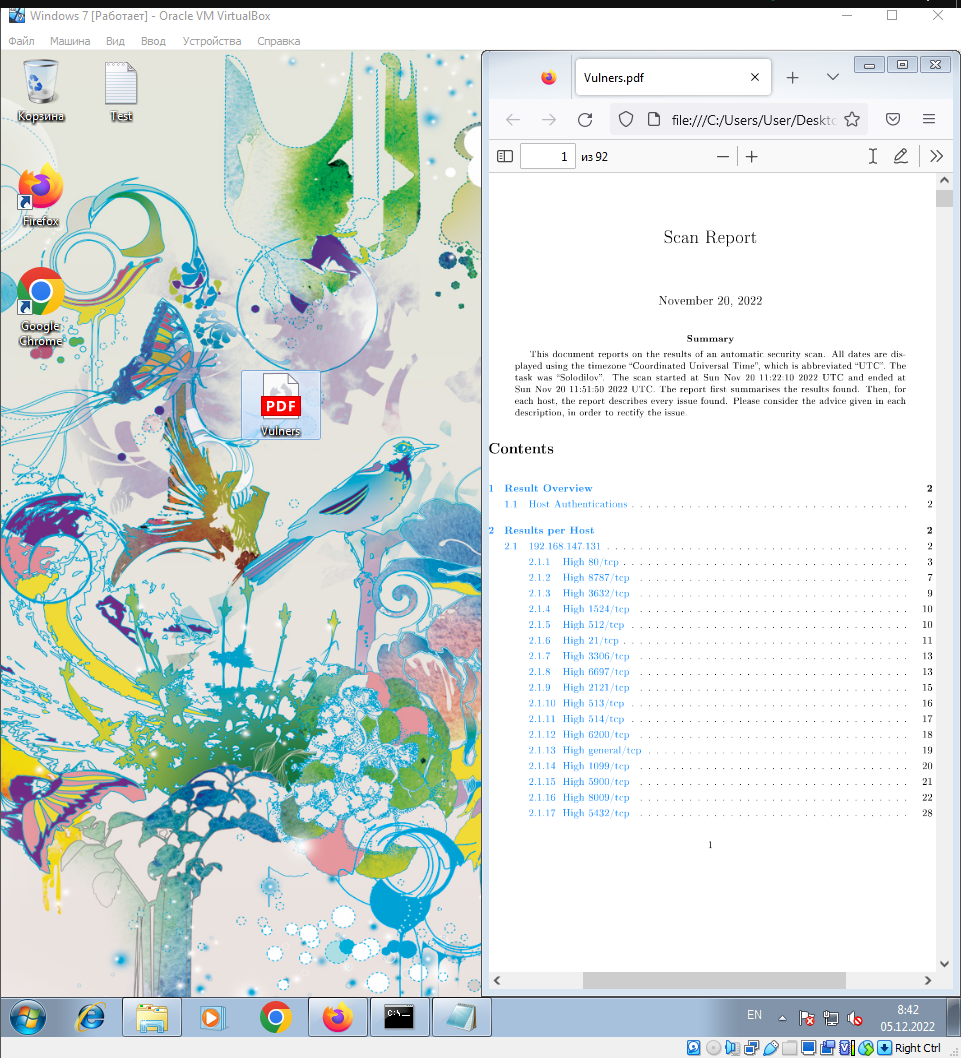 Windows 7 [Работает] - Oracle VM VirtualBox
Файл Машина Вид Ввод Устройства Справка
Корзина
Test
Firefox
Google
Chrome
PDF
Vulners
Vulners.pdf
file:///C:/Users/User/Deskto
1 из 92
Scan Report
November 20, 2022
Summary
This document reports on the results of an automatic security scan. All dates are dis-
played using the timezone “Coordinated Universal Time”, which is abbreviated “UTC”. The
task was “Solodilov”. The scan started at Sun Nov 20 11:22:10 2022 UTC and ended at
Sun Nov 20 11:51:50 2022 UTC. The report first summarises the results found. Then, for
each host, the report describes every issue found. Please consider the advice given in each
description, in order to rectify the issue.
Contents
1 Result Overview 2
1.1 Host Authentications . . . . . . . . . . . . . . . . . . . . . . . . . . . . 2
2 Results per Host 2
2.1 192.168.147.131 . . . . . . . . . . . . . . . . . . . . . . . . . . . . 2
2.1.1 High 80/tcp . . . . . . . . . . . . . . . . . . . . . . . . . . . . 3
2.1.2 High 8787/tcp . . . . . . . . . . . . . . . . . . . . . . . . . . . . 7
2.1.3 High 3632/tcp . . . . . . . . . . . . . . . . . . . . . . . . . . . . 9
2.1.4 High 1524/tcp . . . . . . . . . . . . . . . . . . . . . . . . . . . . 10
2.1.5 High 512/tcp . . . . . . . . . . . . . . . . . . . . . . . . . . . . 10
2.1.6 High 21/tcp . . . . . . . . . . . . . . . . . . . . . . . . . . . . 11
2.1.7 High 3306/tcp . . . . . . . . . . . . . . . . . . . . . . . . . . . . 13
2.1.8 High 6697/tcp . . . . . . . . . . . . . . . . . . . . . . . . . . . . 13
2.1.9 High 2121/tcp . . . . . . . . . . . . . . . . . . . . . . . . . . . . 15
2.1.10 High 513/tcp . . . . . . . . . . . . . . . . . . . . . . . . . . . . 16
2.1.11 High 514/tcp . . . . . . . . . . . . . . . . . . . . . . . . . . . . 17
2.1.12 High 6200/tcp . . . . . . . . . . . . . . . . . . . . . . . . . . . . 18
2.1.13 High general/tcp . . . . . . . . . . . . . . . . . . . . . . . . . . . . 19
2.1.14 High 1099/tcp . . . . . . . . . . . . . . . . . . . . . . . . . . . . 20
2.1.15 High 5900/tcp . . . . . . . . . . . . . . . . . . . . . . . . . . . . 21
2.1.16 High 8009/tcp . . . . . . . . . . . . . . . . . . . . . . . . . . . . 22
2.1.17 High 5432/tcp . . . . . . . . . . . . . . . . . . . . . . . . . . . . 28
1
C:\_
EN
8:42
05.12.2022
Right Ctrl